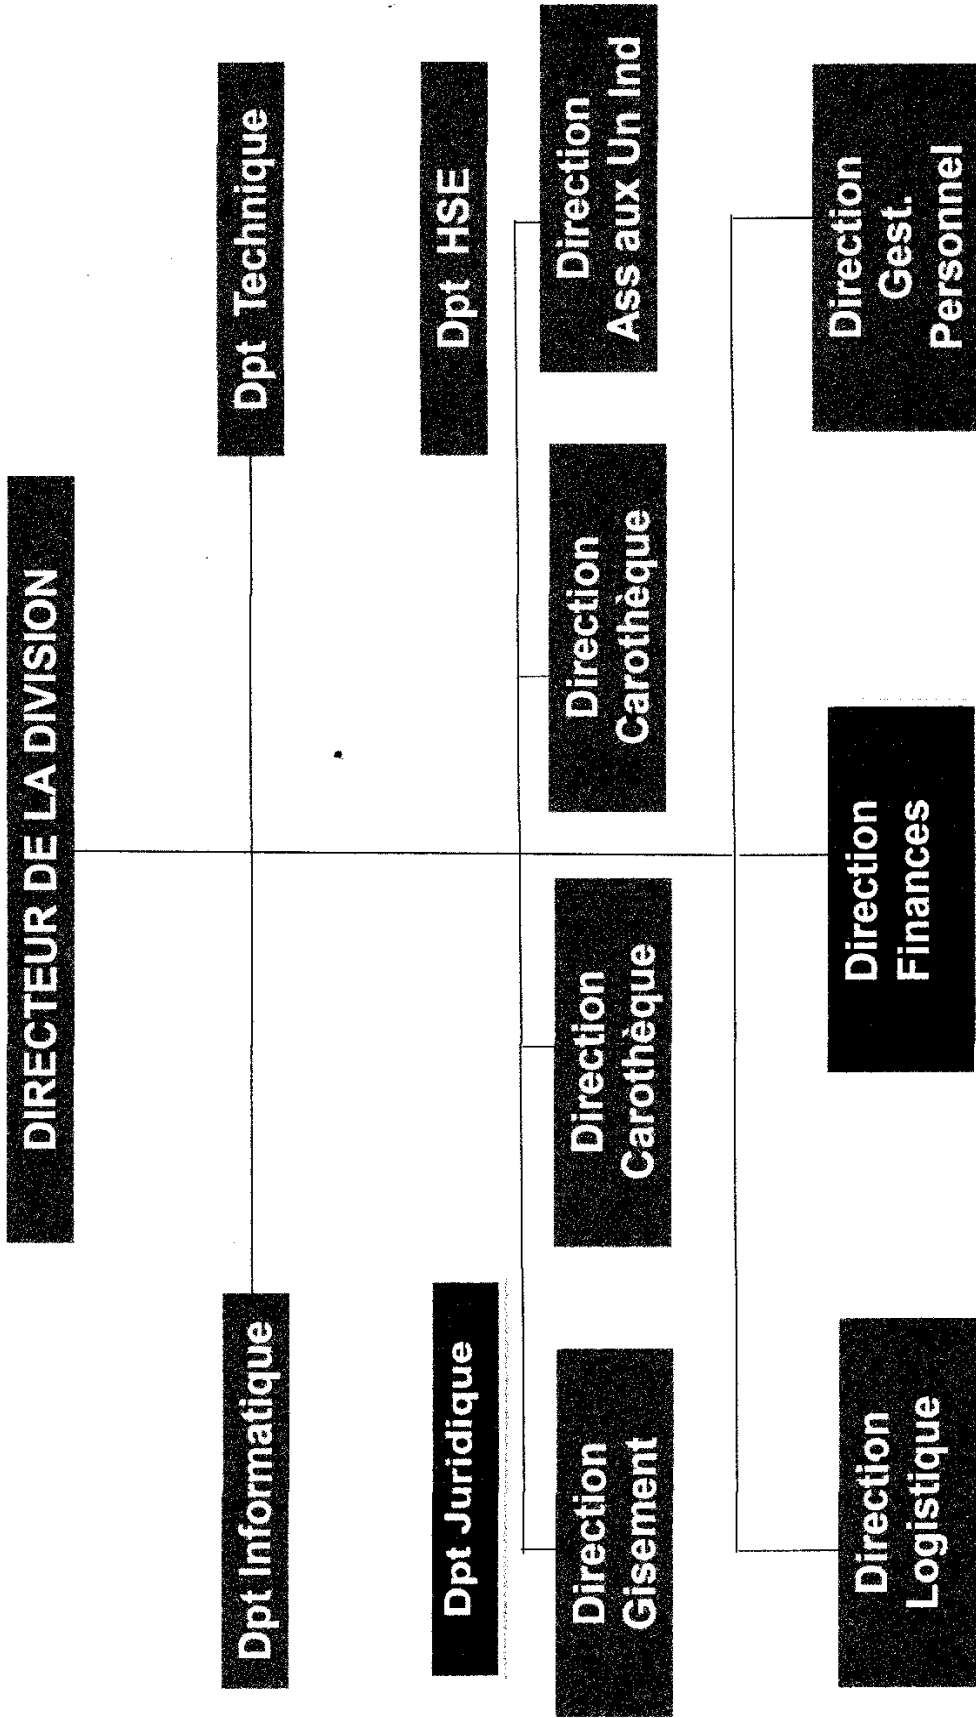 DIRECTEUR DE LA DIVISION
Dpt Informatique
Dpt Technique
Dpt Juridique
Dpt HSE
Direction
Gisement
Direction
Carothèque
Direction
Carothèque
Direction
Ass aux Un Ind
Direction
Logistique
Direction
Finances
Direction
Gest.
Personnel